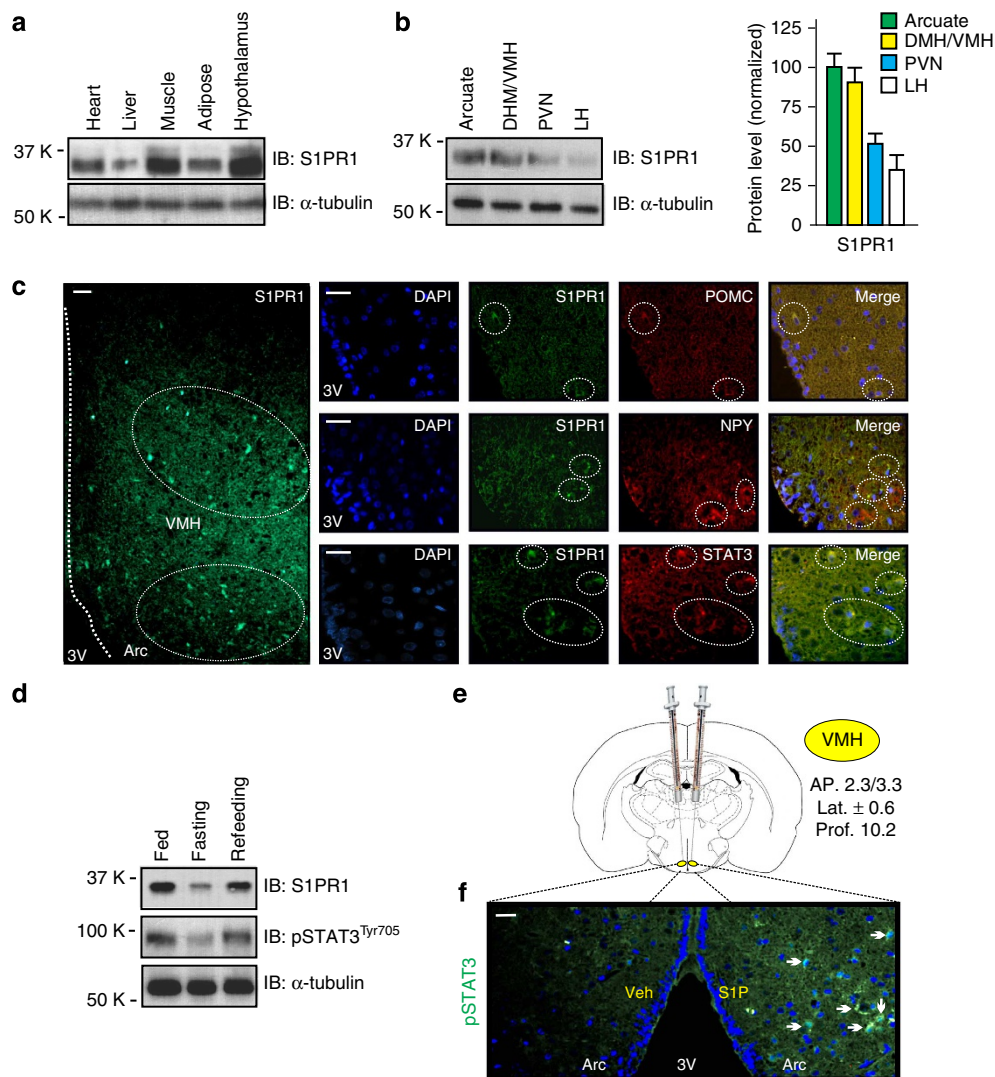 a
Heart
Liver
Muscle
Adipose
Hypothalamus
37 K
IB: S1PR1
IB: α-tubulin
50 K
b
Arcuate
DHM/VMH
PVN
LH
37 K
IB: S1PR1
IB: α-tubulin
50 K
Protein level (normalized)
125
100
75
50
25
0
S1PR1
Arcuate
DMH/VMH
PVN
LH
c
S1PR1
VMH
Arc
3V
DAPI
3V
S1PR1
POMC
Merge
DAPI
3V
S1PR1
NPY
Merge
DAPI
3V
S1PR1
STAT3
Merge
d
Fed
Fasting
Refeeding
37 K
IB: S1PR1
100 K
IB: pSTAT3Tyr705
IB: α-tubulin
50 K
e
VMH
AP. 2.3/3.3
Lat. ± 0.6
Prof. 10.2
f
pSTAT3
Veh
S1P
Arc
3V
Arc